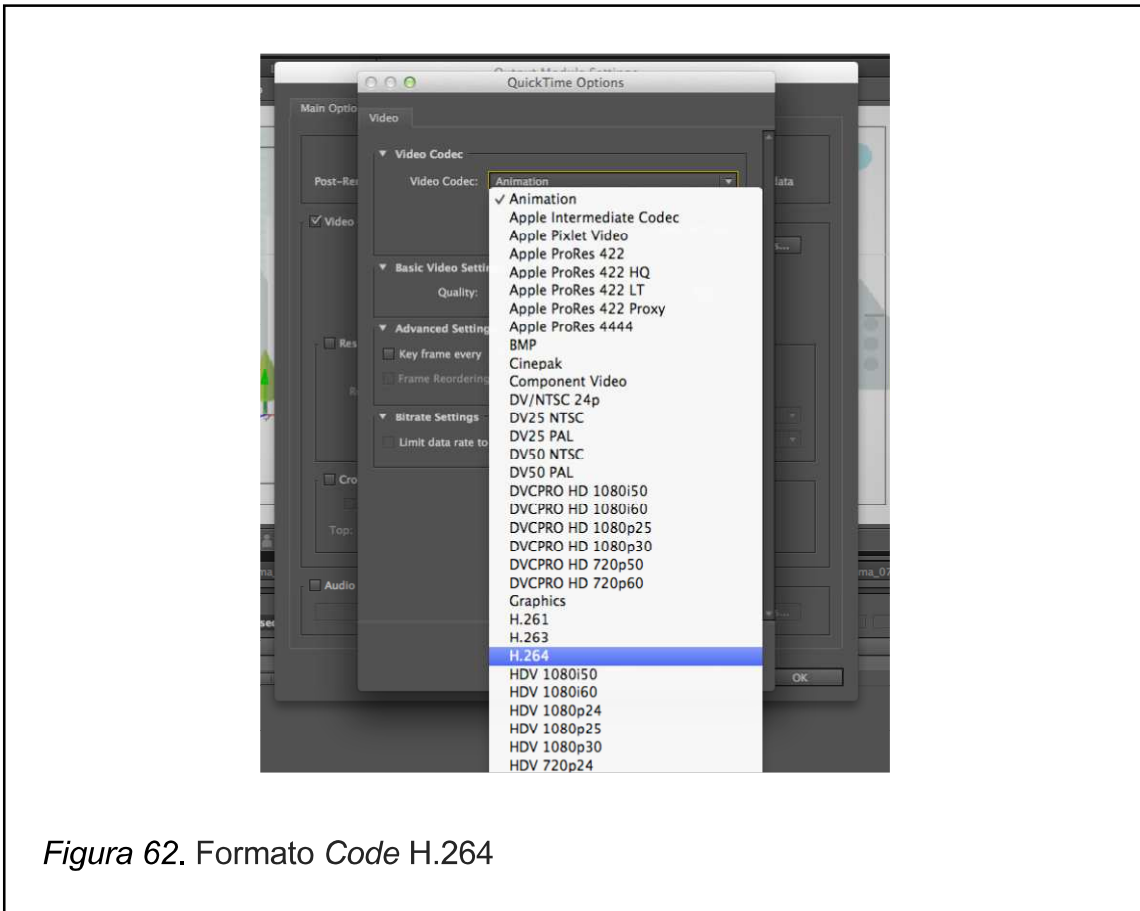 QuickTime Options
Main Optio
Video
Video Codec
Post-Re
Video Codec: Animation
data
Animation
Video
Apple Intermediate Codec
Apple Pixlet Video
Apple ProRes 422
Basic Video Settin
Apple ProRes 422 HQ
Quality:
Apple ProRes 422 LT
Apple ProRes 422 Proxy
Advanced Setting
Apple ProRes 4444
Res
BMP
Key frame every
Cinepak
Frame Reordering
Component Video
DV/NTSC 24p
Bitrate Settings
DV25 NTSC
Limit data rate to
DV25 PAL
DV50 NTSC
DV50 PAL
Cro
DVCPRO HD 1080i50
DVCPRO HD 1080i60
Top:
DVCPRO HD 1080p25
DVCPRO HD 1080p30
DVCPRO HD 720p50
ma_07
Audio
DVCPRO HD 720p60
Graphics
H.261
H.263
H.264
HDV 1080i50
OK
HDV 1080i60
HDV 1080p24
HDV 1080p25
HDV 1080p30
HDV 720p24
Figura 62. Formato Code H.264